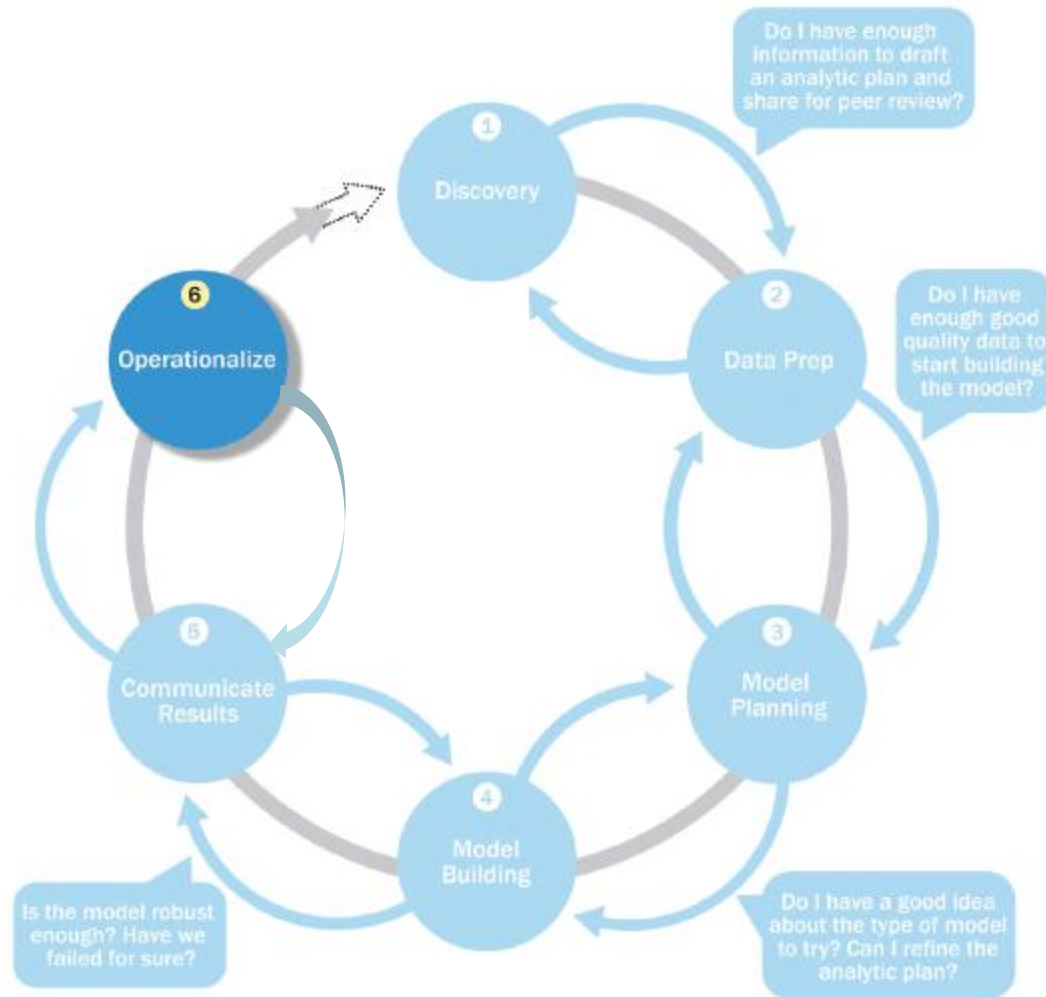 Do I have enough
information to draft
an analytic plan and
share for peer review?
1
Discovery
6
Operationalize
2
Data Prep
Do I have
enough good
quality data to
start building
the model?
5
Communicate
Results
3
Model
Planning
4
Model
Building
Is the model robust
enough? Have we
failed for sure?
Do I have a good idea
about the type of model
to try? Can I refine the
analytic plan?